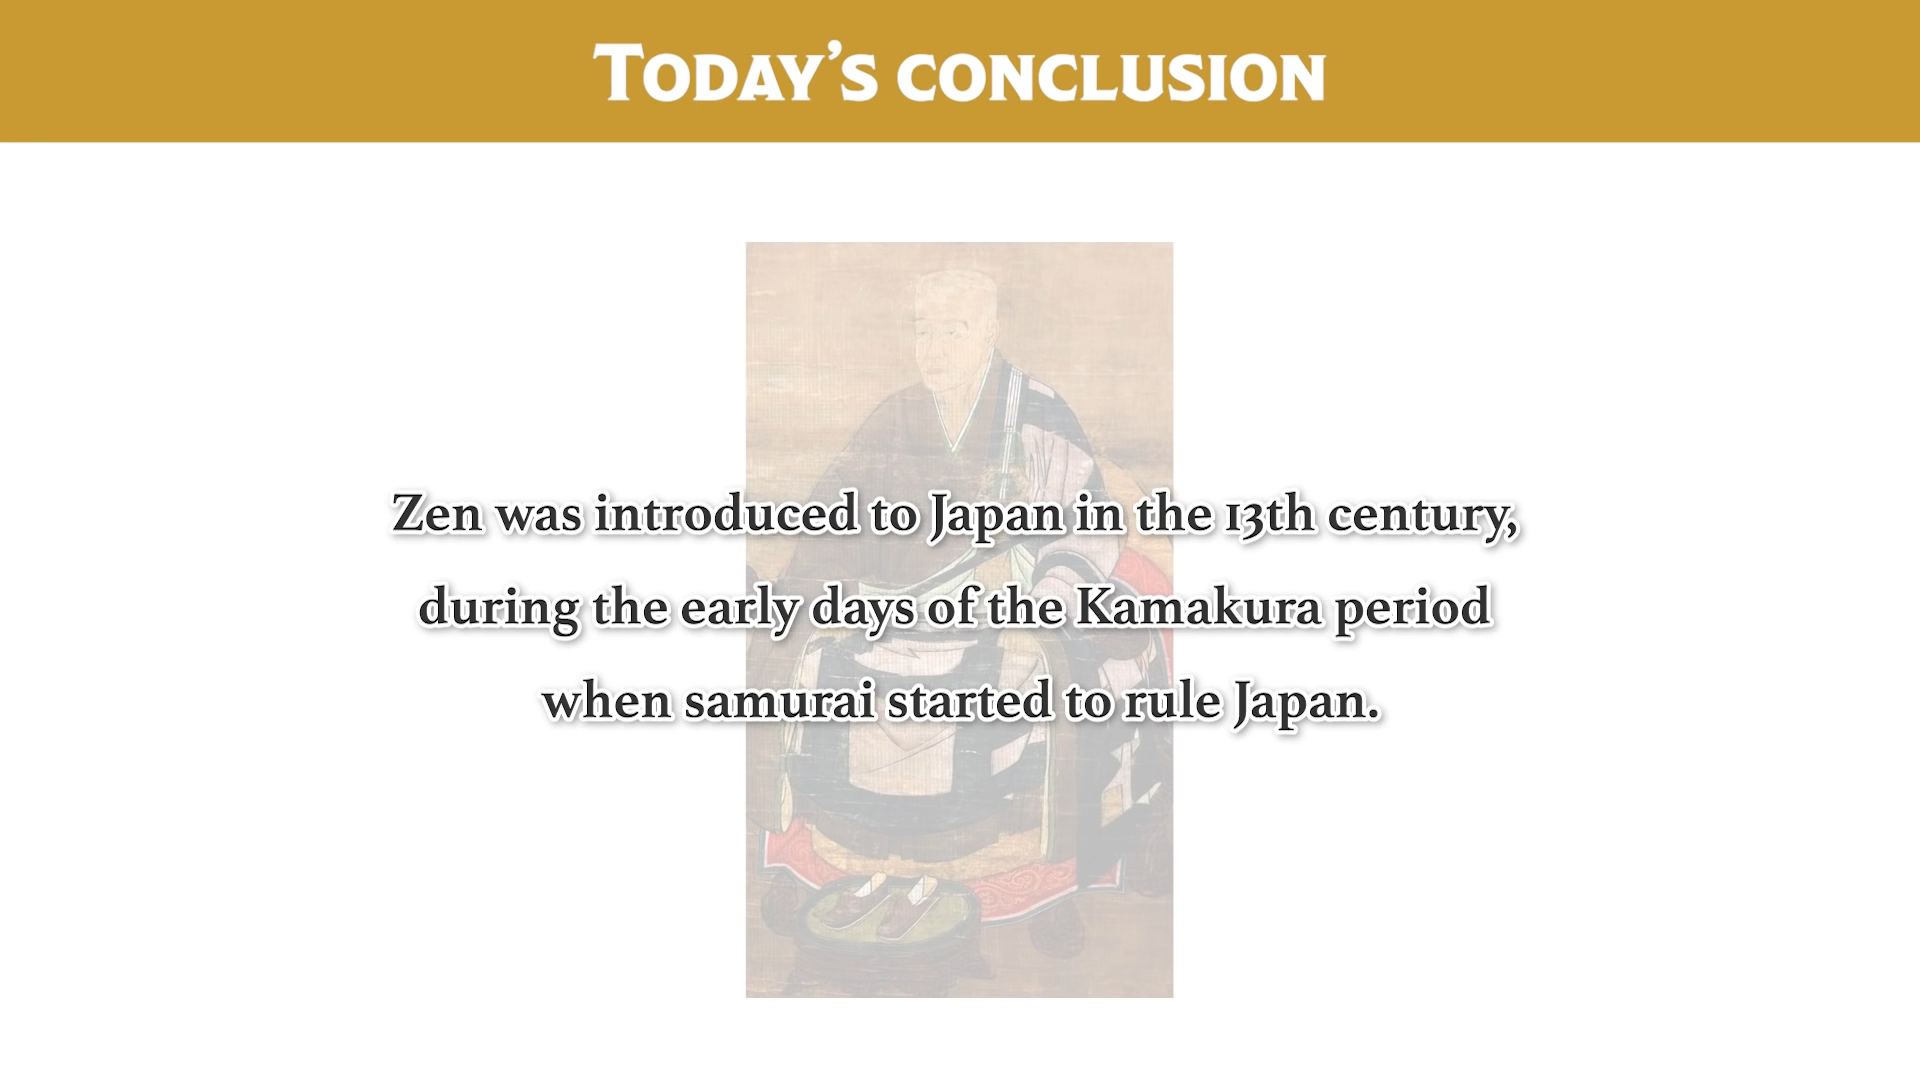 Today's conclusion
Zen was introduced to Japan in the 13th century,
during the early days of the Kamakura period
when samurai started to rule Japan.